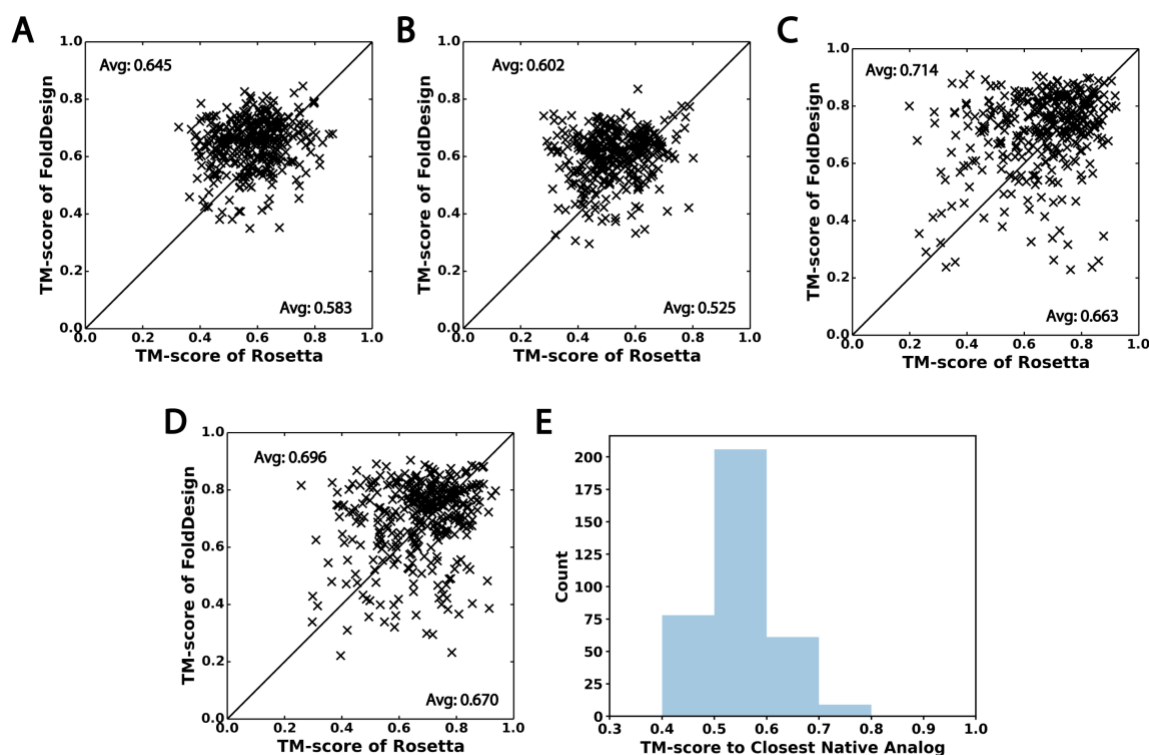 A
1.0
0.8
0.6
0.4
0.2
0.0
TM-score of FoldDesign
Avg: 0.645
Avg: 0.583
0.0 0.2 0.4 0.6 0.8 1.0
TM-score of Rosetta
B
1.0
0.8
0.6
0.4
0.2
0.0
TM-score of FoldDesign
Avg: 0.602
Avg: 0.525
0.0 0.2 0.4 0.6 0.8 1.0
TM-score of Rosetta
C
1.0
0.8
0.6
0.4
0.2
0.0
TM-score of FoldDesign
Avg: 0.714
Avg: 0.663
0.0 0.2 0.4 0.6 0.8 1.0
TM-score of Rosetta
D
1.0
0.8
0.6
0.4
0.2
0.0
TM-score of FoldDesign
Avg: 0.696
Avg: 0.670
0.0 0.2 0.4 0.6 0.8 1.0
TM-score of Rosetta
E
200
175
150
125
100
75
50
25
0
Count
0.3 0.4 0.5 0.6 0.7 0.8 0.9 1.0
TM-score to Closest Native Analog